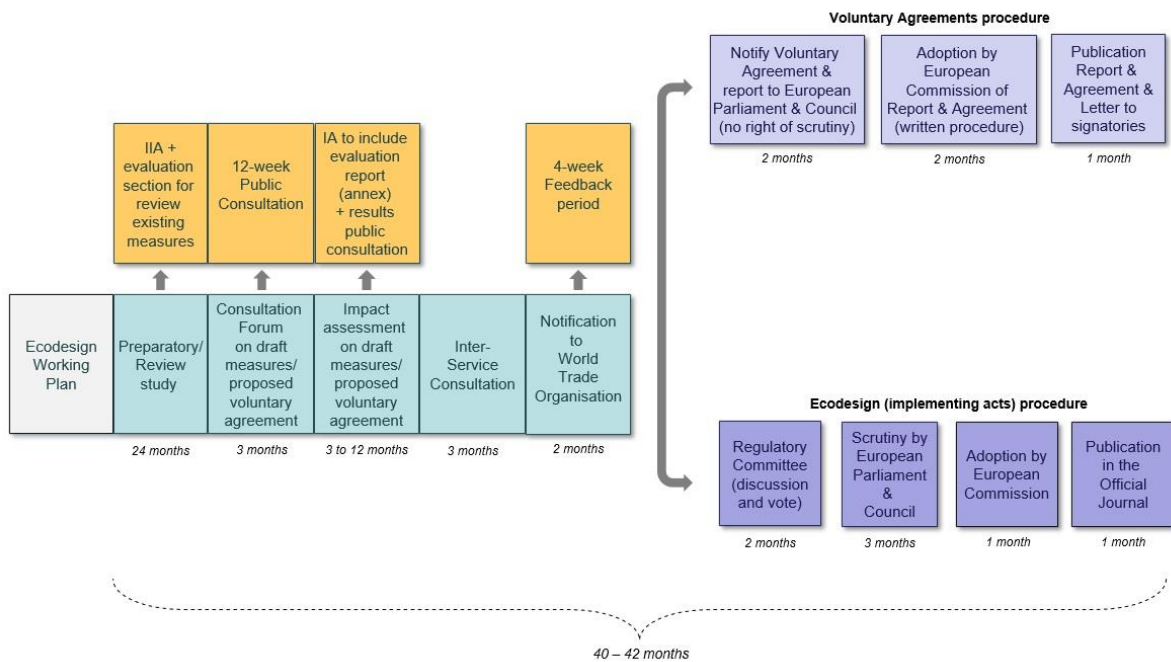 Voluntary Agreements procedure
Notify Voluntary
Agreement &
report to European
Parliament & Council
(no right of scrutiny)
2 months
Adoption by
European
Commission of
Report & Agreement
(written procedure)
2 months
Publication
Report &
Agreement &
Letter to
signatories
1 month
IIA +
evaluation
section for
review
existing
measures
12-week
Public
Consultation
IA to include
evaluation
report
(annex)
+ results
public
consultation
4-week
Feedback
period
Ecodesign
Working
Plan
Preparatory/
Review
study
24 months
Consultation
Forum
on draft
measures/
proposed
voluntary
agreement
3 months
Impact
assessment
on draft
measures/
proposed
voluntary
agreement
3 to 12 months
Inter-
Service
Consultation
3 months
Notification
to
World
Trade
Organisation
2 months
Ecodesign (implementing acts) procedure
Regulatory
Committee
(discussion
and vote)
2 months
Scrutiny by
European
Parliament
&
Council
3 months
Adoption by
European
Commission
1 month
Publication
in the
Official
Journal
1 month
40 – 42 months